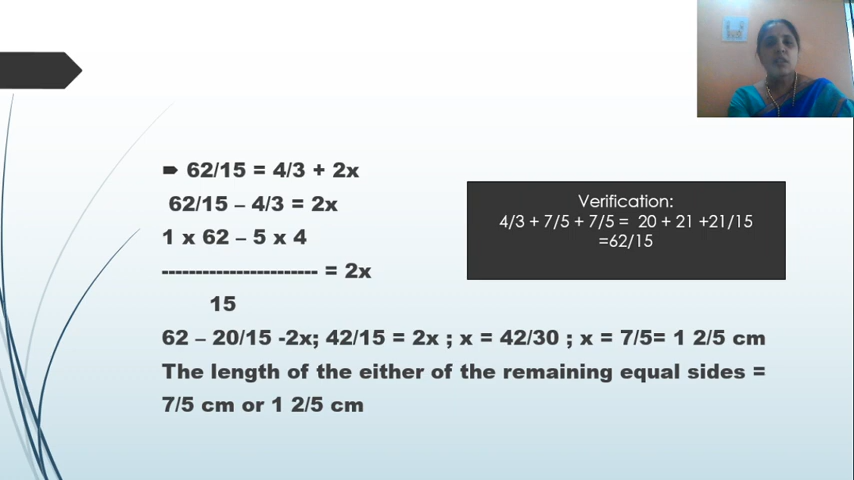 62/15 = 4/3 + 2x
62/15 – 4/3 = 2x
1 x 62 – 5 x 4
----------------------- = 2x
15
62 – 20/15 -2x; 42/15 = 2x ; x = 42/30 ; x = 7/5= 1 2/5 cm
The length of the either of the remaining equal sides =
7/5 cm or 1 2/5 cm
Verification:
4/3 + 7/5 + 7/5 = 20 + 21 +21/15
=62/15